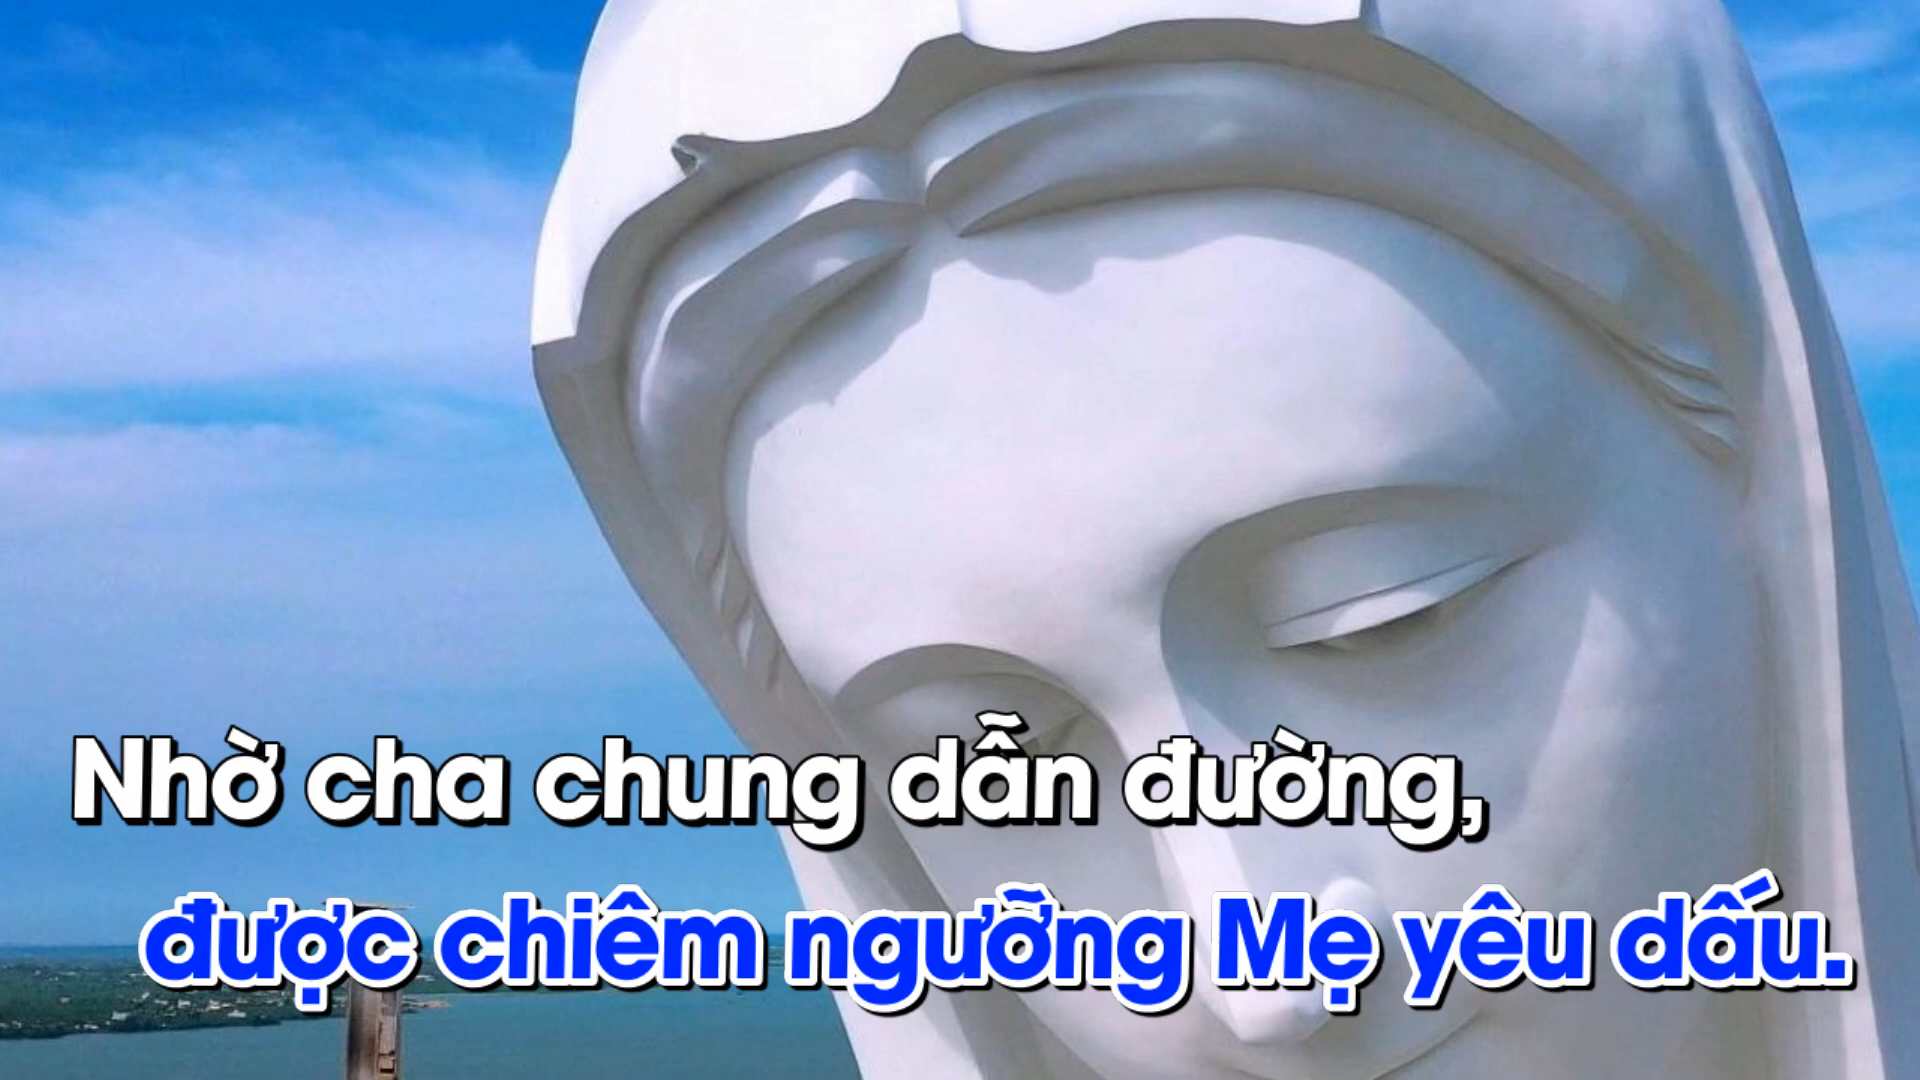 Nhờ cha chung dẫn đường,
được chiêm ngưỡng Mẹ yêu dấu.